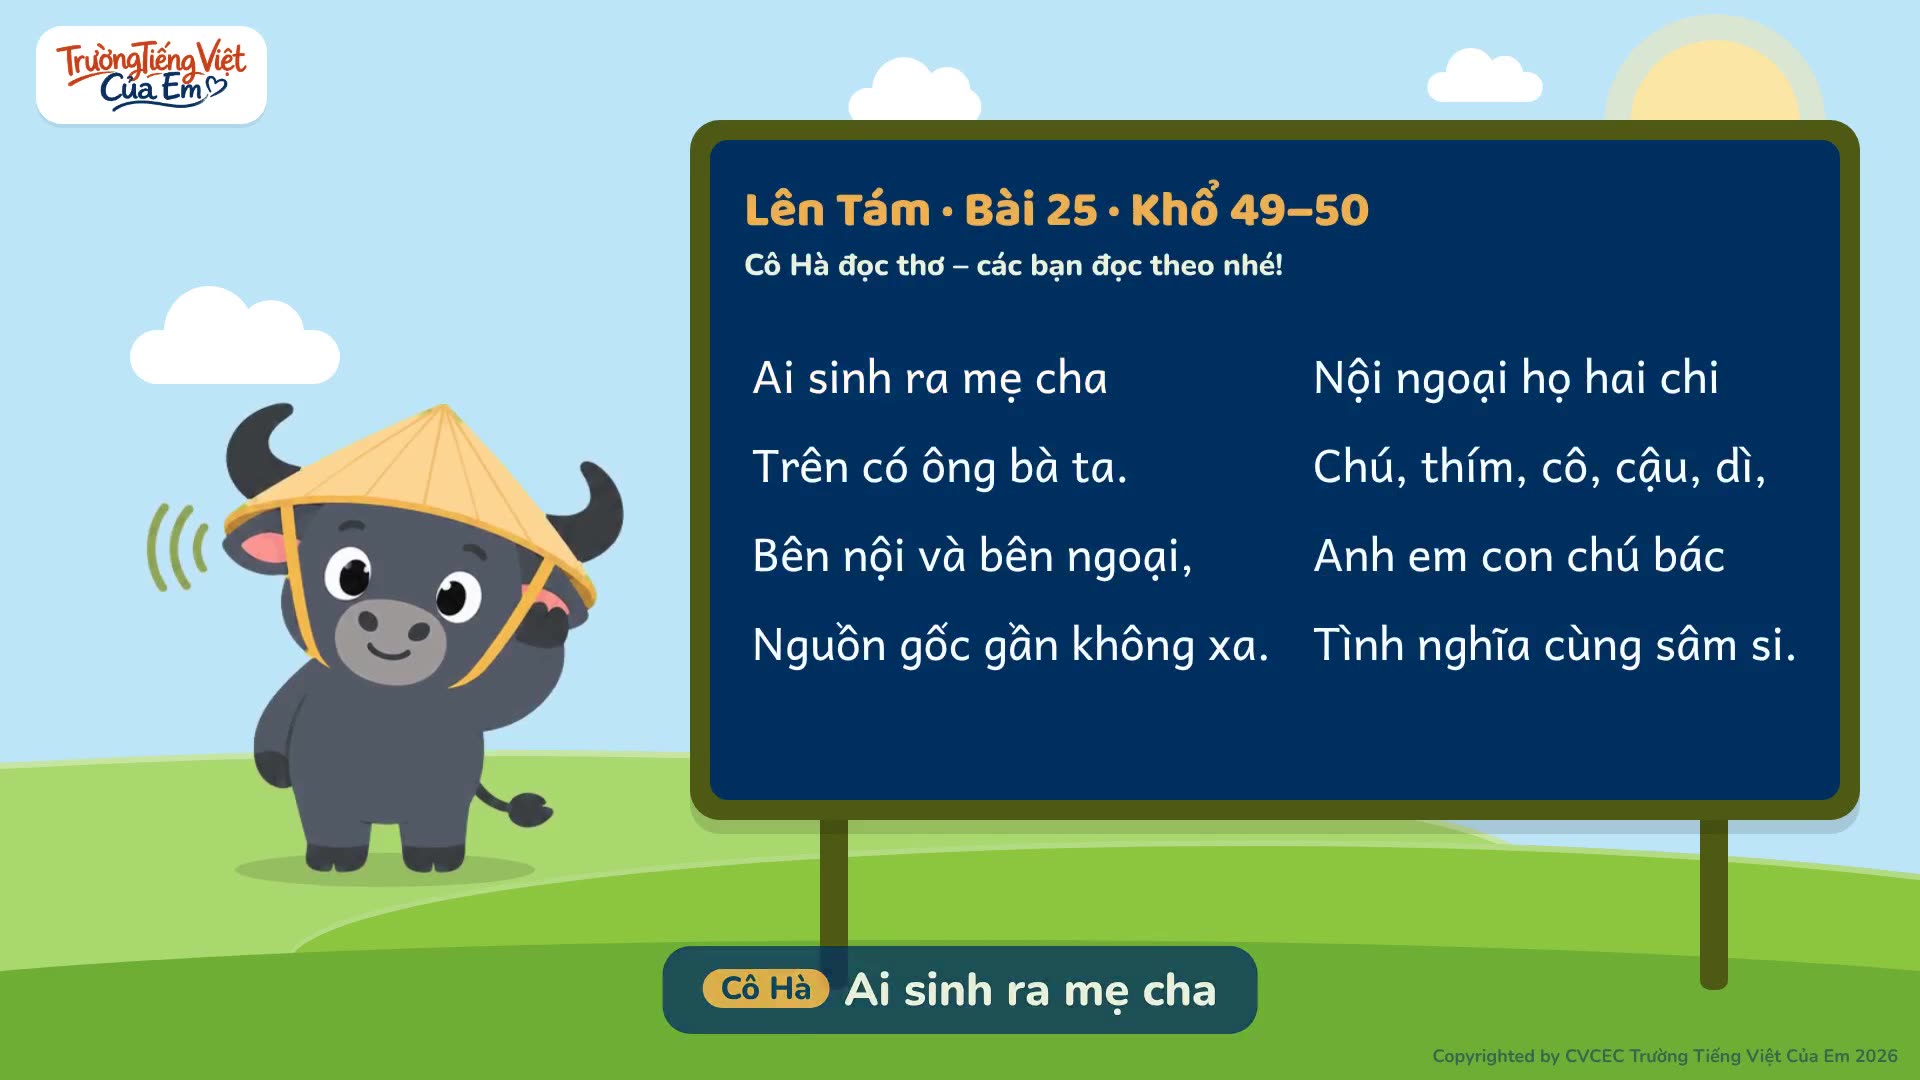 Trường Tiếng Việt
Của Em
Lên Tám • Bài 25 • Khổ 49–50
Cô Hà đọc thơ – các bạn đọc theo nhé!
Ai sinh ra mẹ cha
Trên có ông bà ta.
Bên nội và bên ngoại,
Nguồn gốc gần không xa.
Nội ngoại họ hai chi
Chú, thím, cô, cậu, dì,
Anh em con chú bác
Tình nghĩa cùng sâm si.
Cô Hà Ai sinh ra mẹ cha
Copyrighted by CVCEC Trường Tiếng Việt Của Em 2026